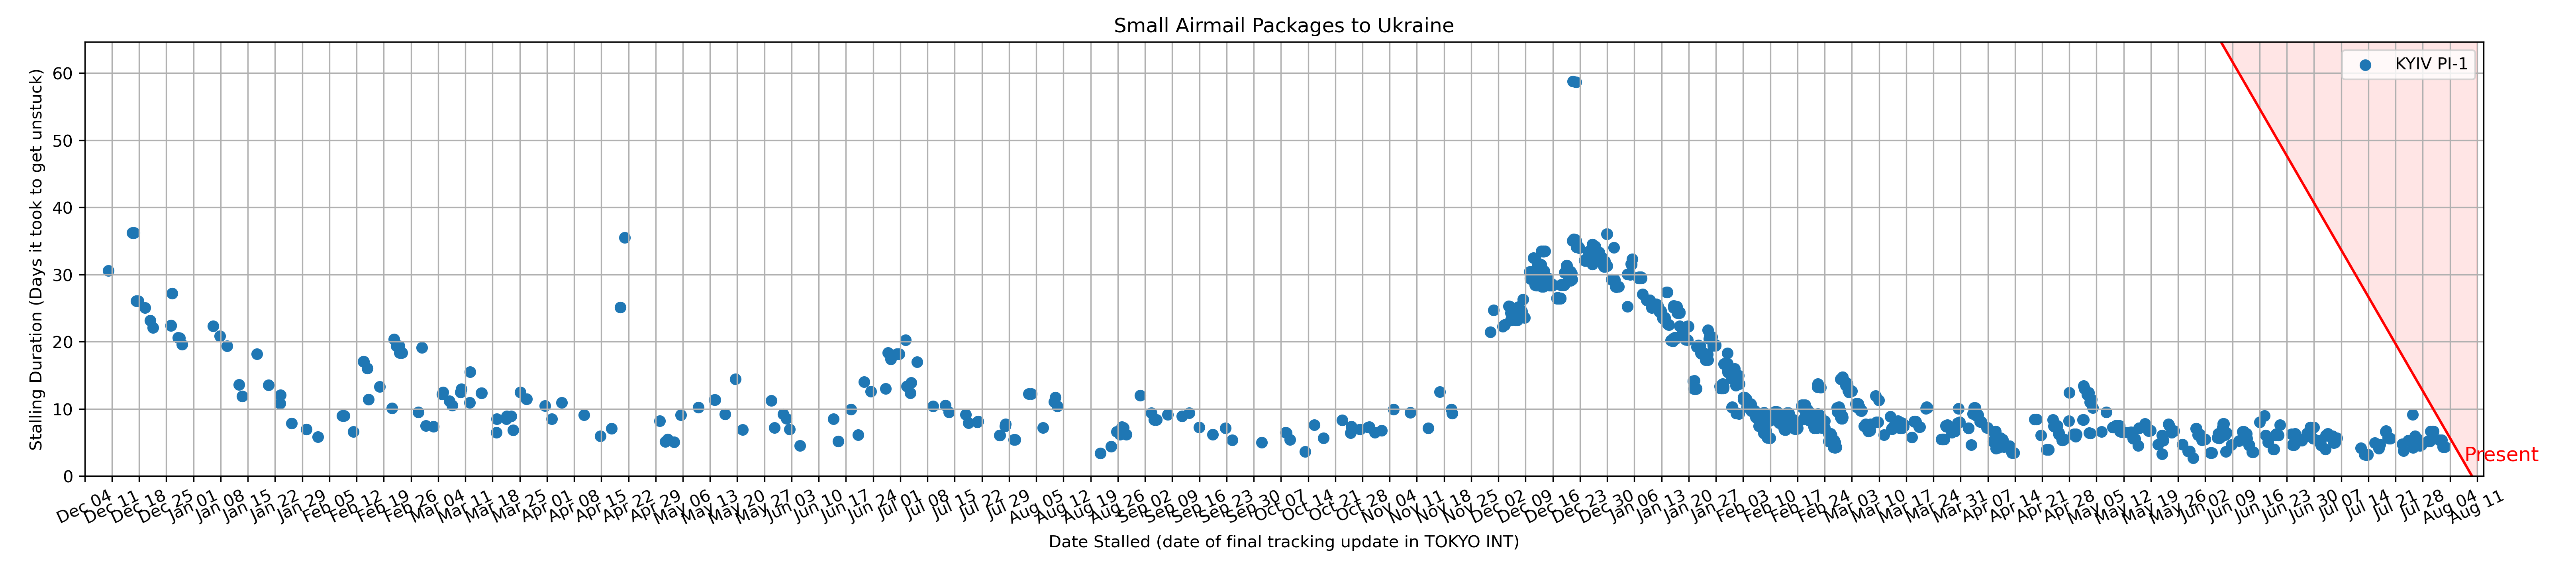 Small Airmail Packages to Ukraine
Stalling Duration (Days it took to get unstuck)
60
50
40
30
20
10
0
KYIV PI-1
Present
Dec 04
Dec 11
Dec 18
Dec 25
Jan 01
Jan 08
Jan 15
Jan 22
Jan 29
Feb 05
Feb 12
Feb 19
Feb 26
Mar 04
Mar 11
Mar 18
Mar 25
Apr 01
Apr 08
Apr 15
Apr 22
Apr 29
May 06
May 13
May 20
May 27
Jun 03
Jun 10
Jun 17
Jun 24
Jul 01
Jul 08
Jul 15
Jul 22
Jul 29
Aug 05
Aug 12
Aug 19
Aug 26
Sep 02
Sep 09
Sep 16
Sep 23
Sep 30
Oct 07
Oct 14
Oct 21
Oct 28
Nov 04
Nov 11
Nov 18
Nov 25
Dec 02
Dec 09
Dec 16
Dec 23
Dec 30
Jan 06
Jan 13
Jan 20
Jan 27
Feb 03
Feb 10
Feb 17
Feb 24
Mar 03
Mar 10
Mar 17
Mar 24
Mar 31
Apr 07
Apr 14
Apr 21
Apr 28
May 05
May 12
May 19
May 26
Jun 02
Jun 09
Jun 16
Jun 23
Jun 30
Jul 07
Jul 14
Jul 21
Jul 28
Aug 04
Aug 11
Date Stalled (date of final tracking update in TOKYO INT)